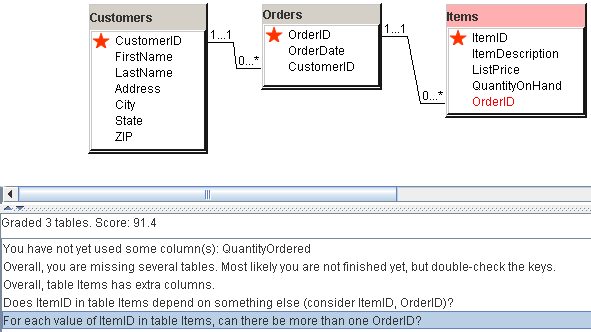 Customers
CustomerID
FirstName
LastName
Address
City
State
ZIP
1...1
0...*
Orders
OrderID
OrderDate
CustomerID
1...1
0...*
Items
ItemID
ItemDescription
ListPrice
QuantityOnHand
OrderID
Graded 3 tables. Score: 91.4
You have not yet used some column(s): QuantityOrdered
Overall, you are missing several tables. Most likely you are not finished yet, but double-check the keys.
Overall, table Items has extra columns.
Does ItemID in table Items depend on something else (consider ItemID, OrderID)?
For each value of ItemID in table Items, can there be more than one OrderID?